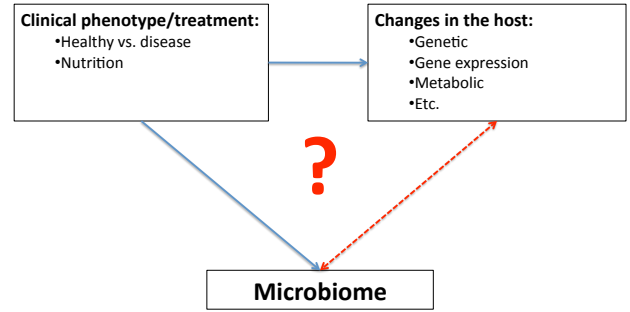 Clinical phenotype/treatment:
•Healthy vs. disease
•Nutrition
Changes in the host:
•Genetic
•Gene expression
•Metabolic
•Etc.
?
Microbiome